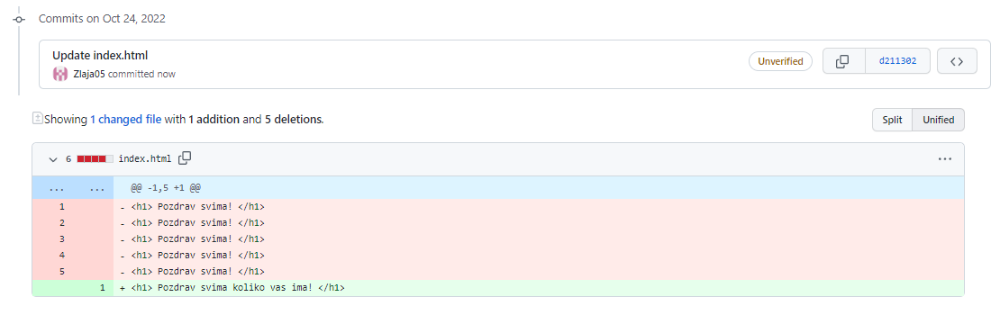 Commits on Oct 24, 2022
Update index.html
Zlaja05 committed now
Unverified
d211302
<>
Showing 1 changed file with 1 addition and 5 deletions.
Split Unified
6 index.html ...
... ... @@ -1,5 +1 @@
1 - <h1> Pozdrav svima! </h1>
2 - <h1> Pozdrav svima! </h1>
3 - <h1> Pozdrav svima! </h1>
4 - <h1> Pozdrav svima! </h1>
5 - <h1> Pozdrav svima! </h1>
1 + <h1> Pozdrav svima koliko vas ima! </h1>